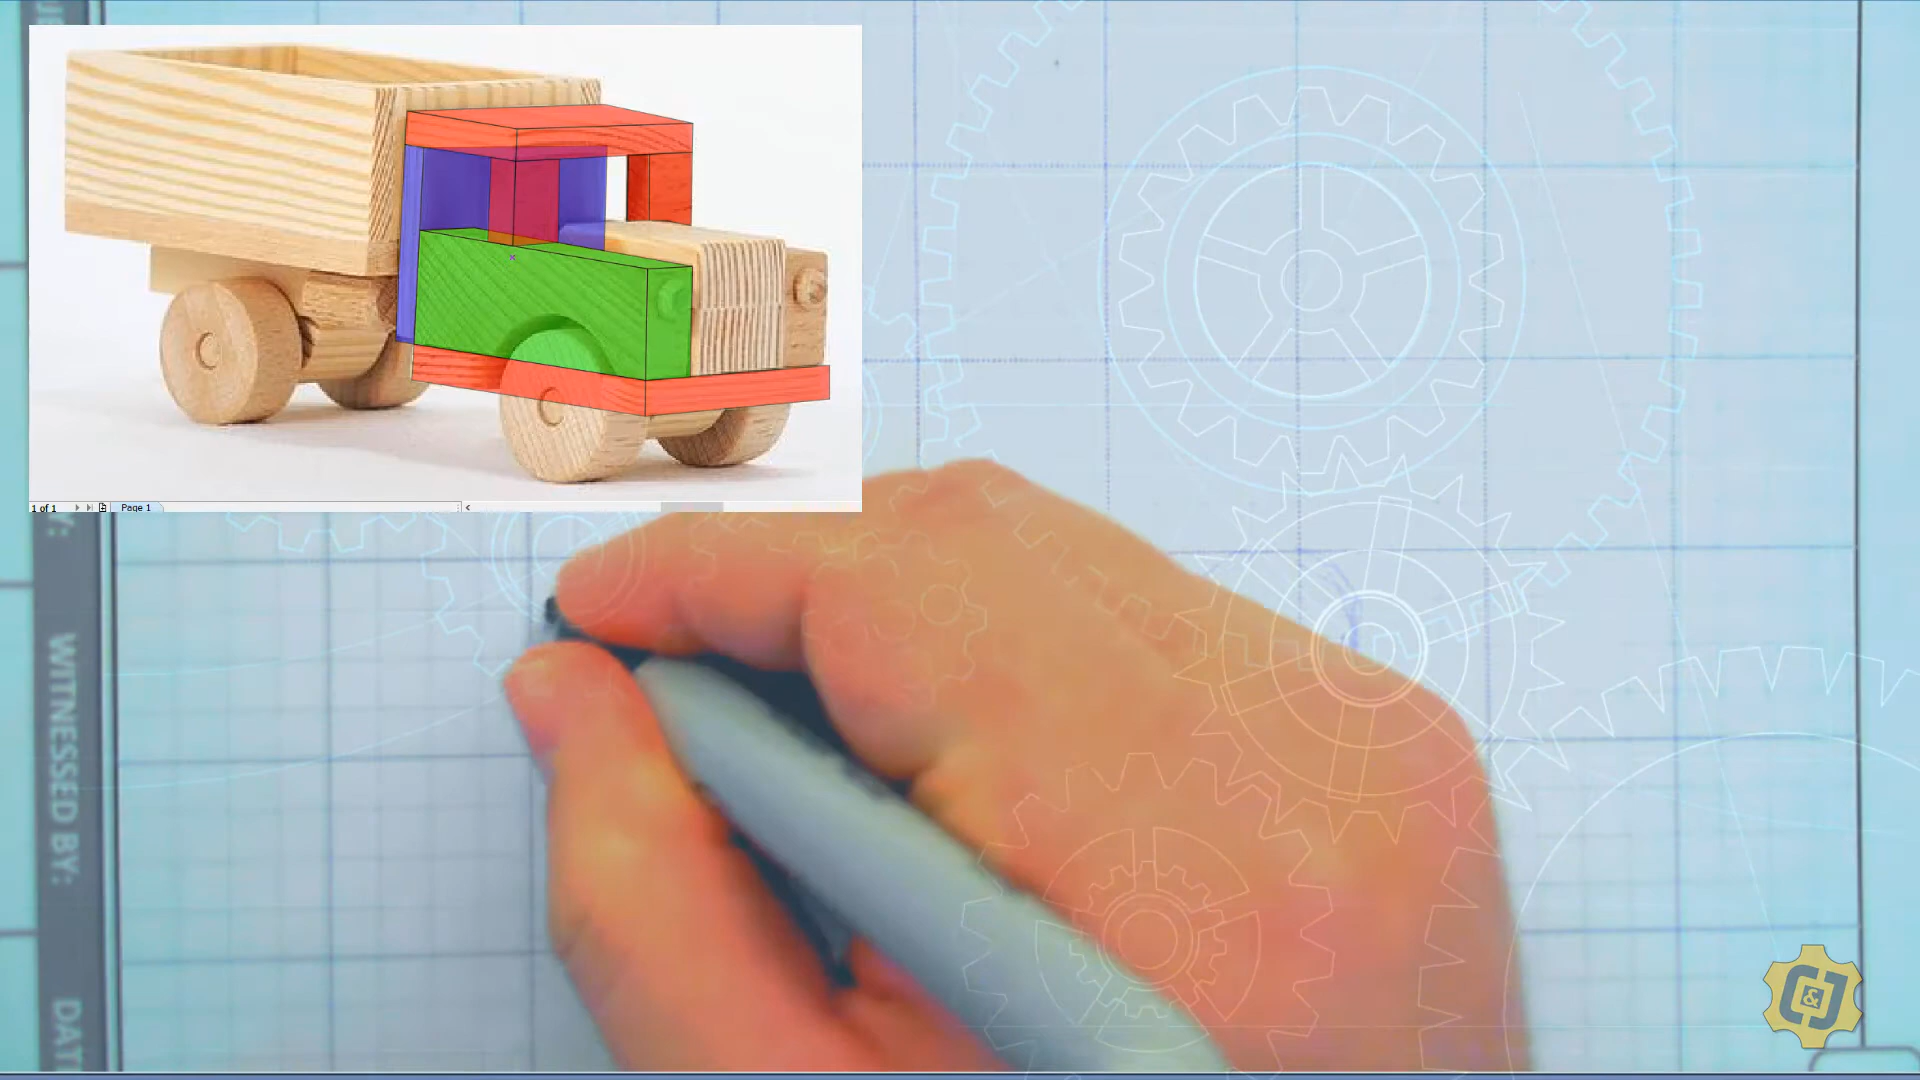 1 of 1
Page 1
WITNESSED BY:
DAT
C&J